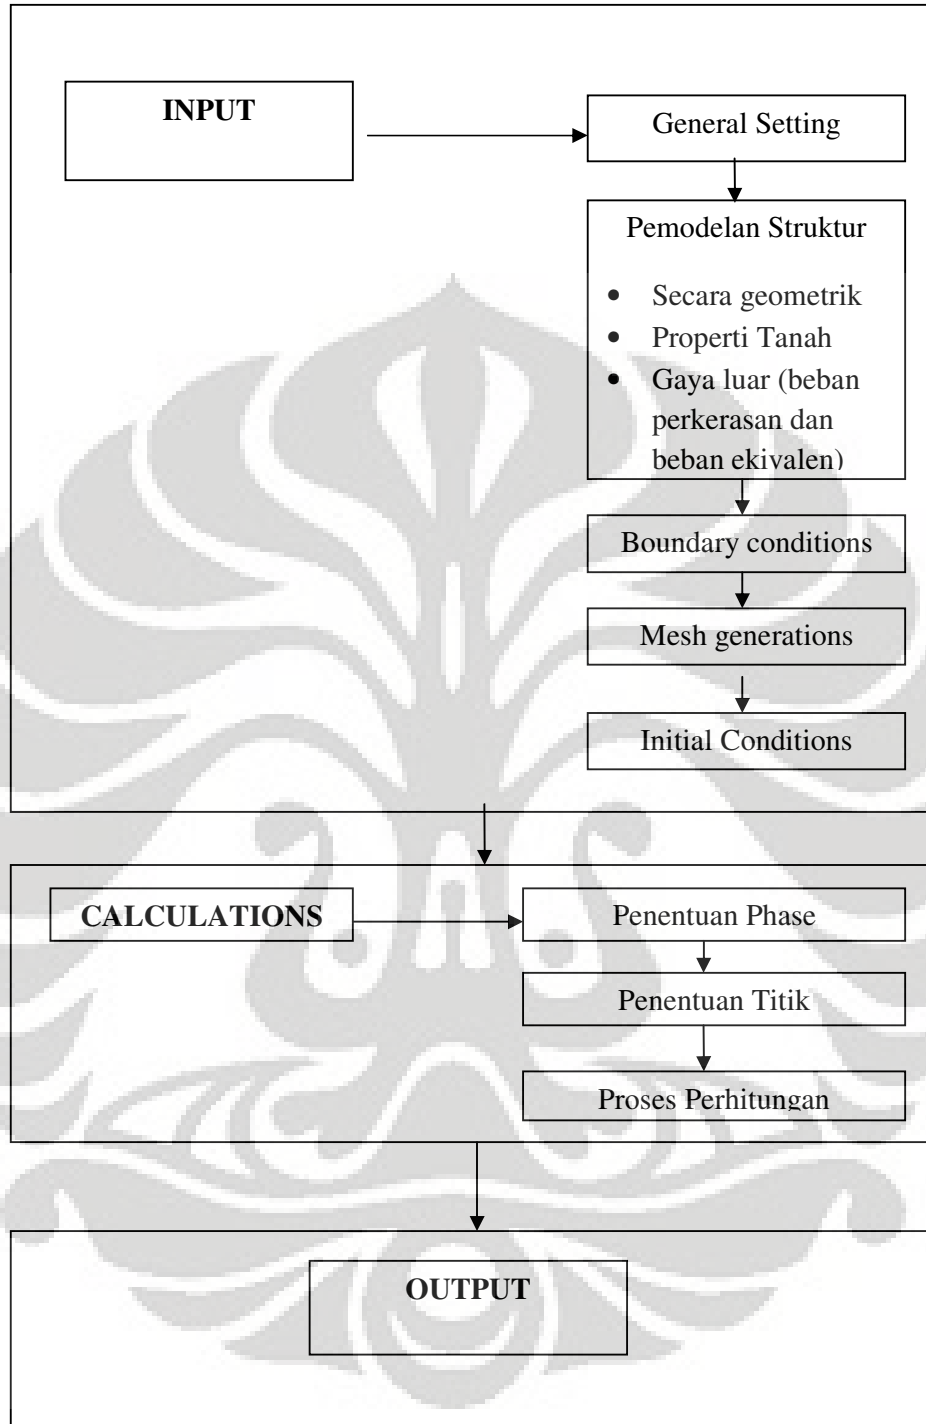 INPUT
General Setting
Pemodelan Struktur
• Secara geometrik
• Properti Tanah
• Gaya luar (beban
perkerasan dan
beban ekivalen)
Boundary conditions
Mesh generations
Initial Conditions
CALCULATIONS
Penentuan Phase
Penentuan Titik
Proses Perhitungan
OUTPUT